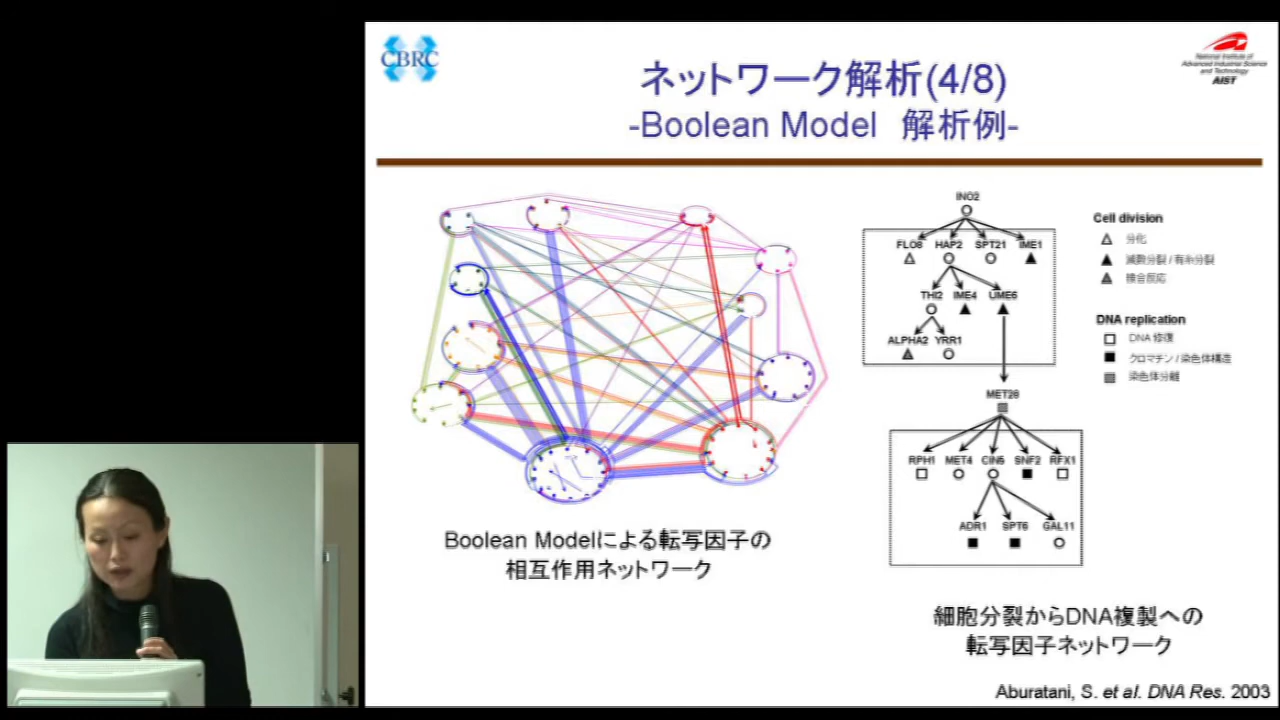 CBRC
National Institute of
Advanced Industrial Science
and Technology
AIST
ネットワーク解析(4/8)
-Boolean Model 解析例-
INO2
FLO8 HAP2 SPT21 IME1
THI2 IME4 UME6
ALPHA2 YRR1
MET28
RPH1 MET4 CIN5 SNF2 RFX1
ADR1 SPT6 GAL11
Cell division
分化
減数分裂 / 有糸分裂
接合反応
DNA replication
DNA 修復
クロマチン / 染色体構造
染色体分離
Boolean Modelによる転写因子の
相互作用ネットワーク
細胞分裂からDNA複製への
転写因子ネットワーク
Aburatani, S. et al. DNA Res. 2003